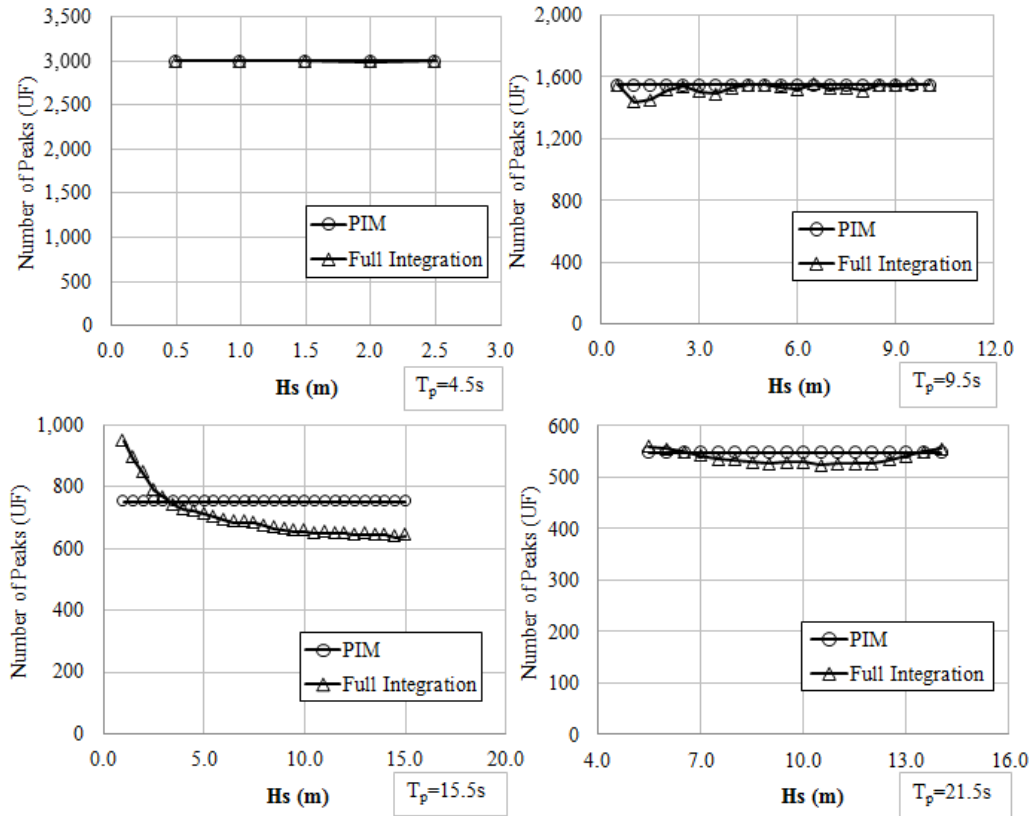 Number of Peaks (UF)
3,500
3,000
2,500
2,000
1,500
1,000
500
0
0.0 0.5 1.0 1.5 2.0 2.5 3.0
Hs (m)
PIM
Full Integration
Tp=4.5s
Number of Peaks (UF)
2,000
1,600
1,200
800
400
0
0.0 3.0 6.0 9.0 12.0
Hs (m)
PIM
Full Integration
Tp=9.5s
Number of Peaks (UF)
1,000
800
600
400
200
0
0.0 5.0 10.0 15.0 20.0
Hs (m)
PIM
Full Integration
Tp=15.5s
Number of Peaks (UF)
600
500
400
300
200
100
0
4.0 7.0 10.0 13.0 16.0
Hs (m)
PIM
Full Integration
Tp=21.5s